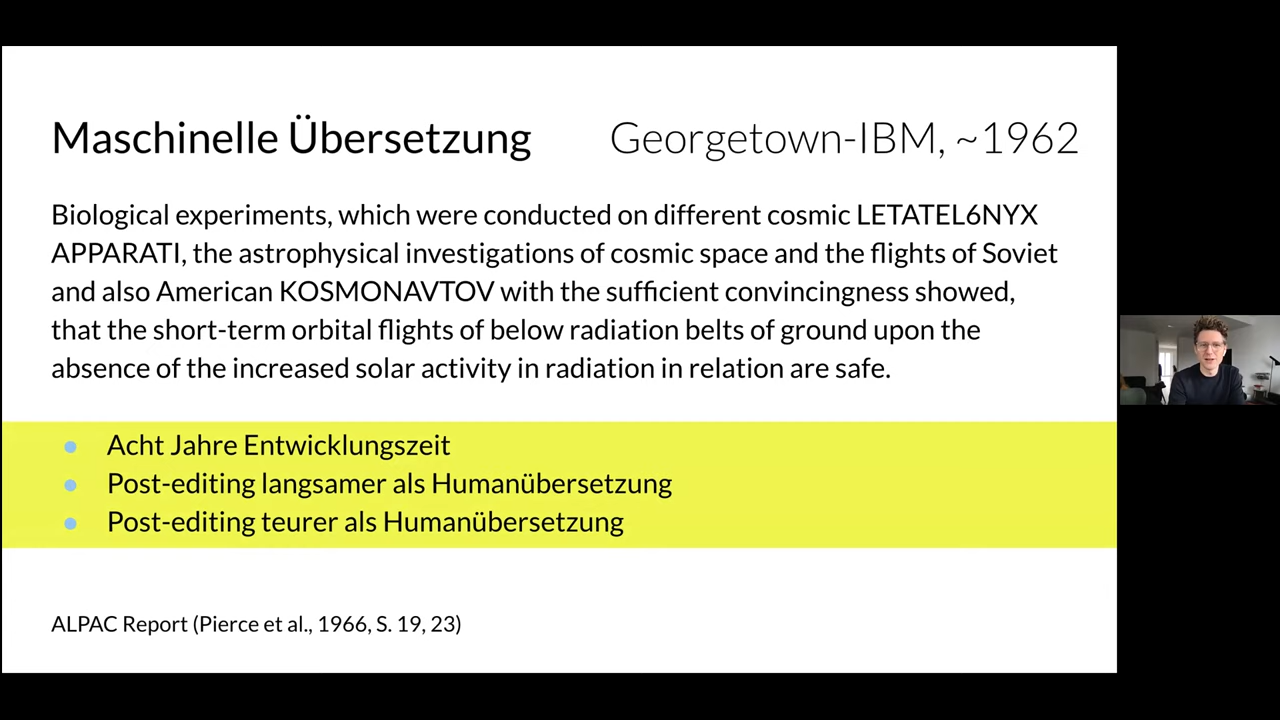 Maschinelle Übersetzung
Georgetown-IBM, ~1962
Biological experiments, which were conducted on different cosmic LETATEL6NYX
APPARATI, the astrophysical investigations of cosmic space and the flights of Soviet
and also American KOSMONAVTOV with the sufficient convincingness showed,
that the short-term orbital flights of below radiation belts of ground upon the
absence of the increased solar activity in radiation in relation are safe.
Acht Jahre Entwicklungszeit
Post-editing langsamer als Humanübersetzung
Post-editing teurer als Humanübersetzung
ALPAC Report (Pierce et al., 1966, S. 19, 23)